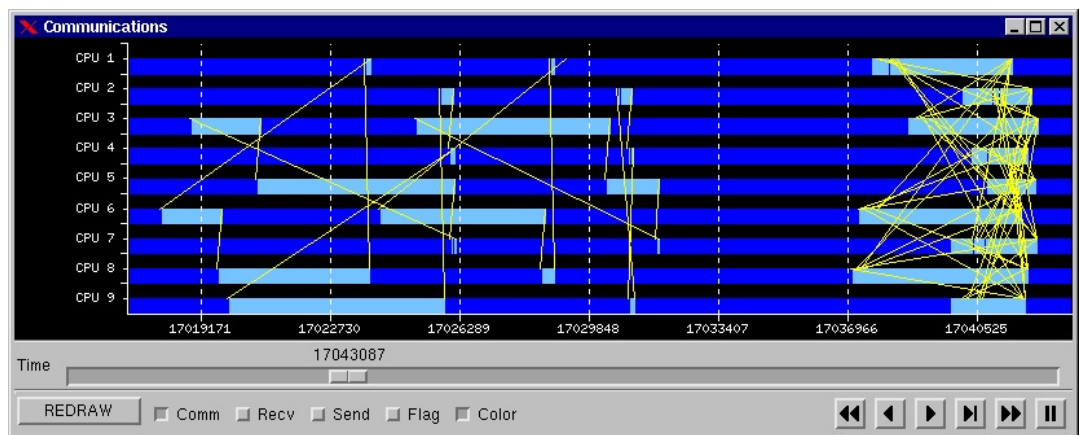 Communications
CPU 1
CPU 2
CPU 3
CPU 4
CPU 5
CPU 6
CPU 7
CPU 8
CPU 9
17019171 17022730 17026289 17029848 17033407 17036966 17040525
17043087
Time
REDRAW Comm Recv Send Flag Color